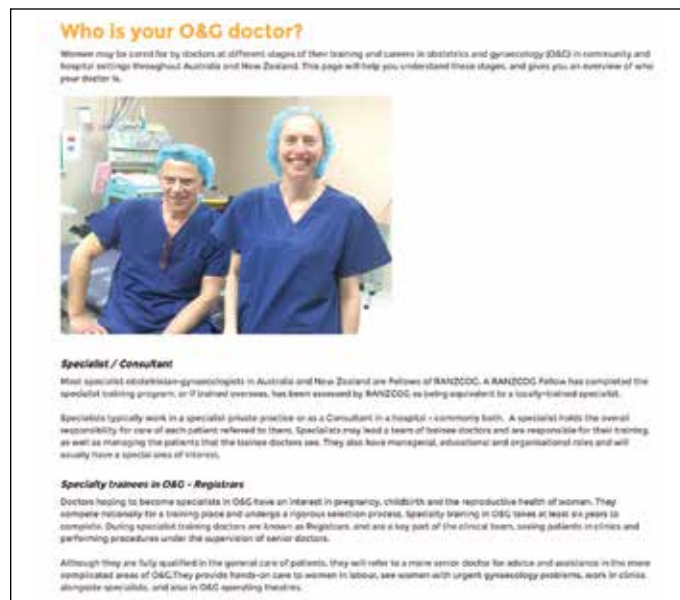 Who is your O&G doctor?
Women may be cared for by doctors at different stages of their training and careers in obstetrics and gynaecology (O&G) in community and
hospital settings throughout Australia and New Zealand. This page will help you understand these stages, and gives you an overview of who
your doctor is.
Specialist / Consultant
Most specialist obstetrician-gynaecologists in Australia and New Zealand are Fellows of RANZCOG. A RANZCOG Fellow has completed the
specialist training program, or if trained overseas, has been assessed by RANZCOG as being equivalent to a locally-trained specialist.
Specialists typically work in a specialist private practice or as a Consultant in a hospital - commonly both. A specialist holds the overall
responsibility for care of each patient referred to them. Specialists may lead a team of trainee doctors and are responsible for their training,
as well as managing the patients that the trainee doctors see. They also have managerial, educational and organisational roles and will
usually have a special area of interest.
Specialty trainees in O&G - Registrars
Doctors hoping to become specialists in O&G have an interest in pregnancy, childbirth and the reproductive health of women. They
compete nationally for a training place and undergo a rigorous selection process. Specialty training in O&G takes at least six years to
complete. During specialist training doctors are known as Registrars, and are a key part of the clinical team, seeing patients in clinics and
performing procedures under the supervision of senior doctors.
Although they are fully qualified in the general care of patients, they will refer to a more senior doctor for advice and assistance in the more
complicated areas of O&G.They provide hands-on care to women in labour, see women with urgent gynaecology problems, work in clinics
alongside specialists, and also in O&G operating theatres.